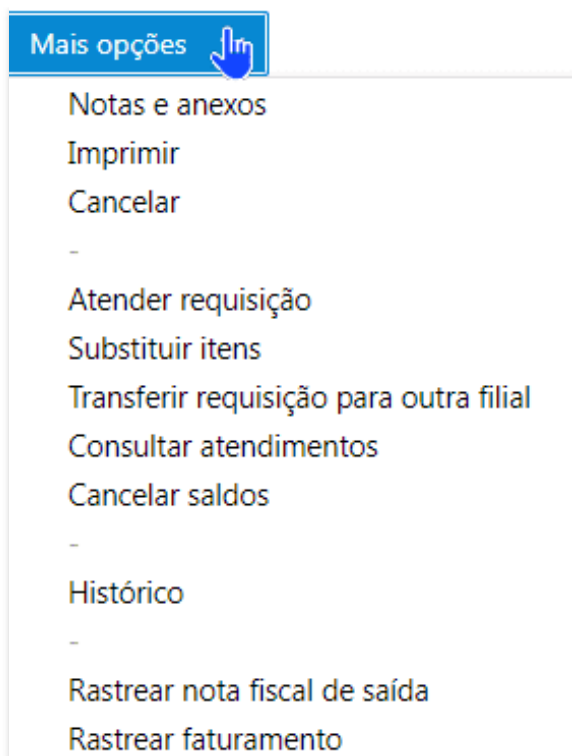 Mais opções
Notas e anexos
Imprimir
Cancelar
-
Atender requisição
Substituir itens
Transferir requisição para outra filial
Consultar atendimentos
Cancelar saldos
-
Histórico
-
Rastrear nota fiscal de saída
Rastrear faturamento